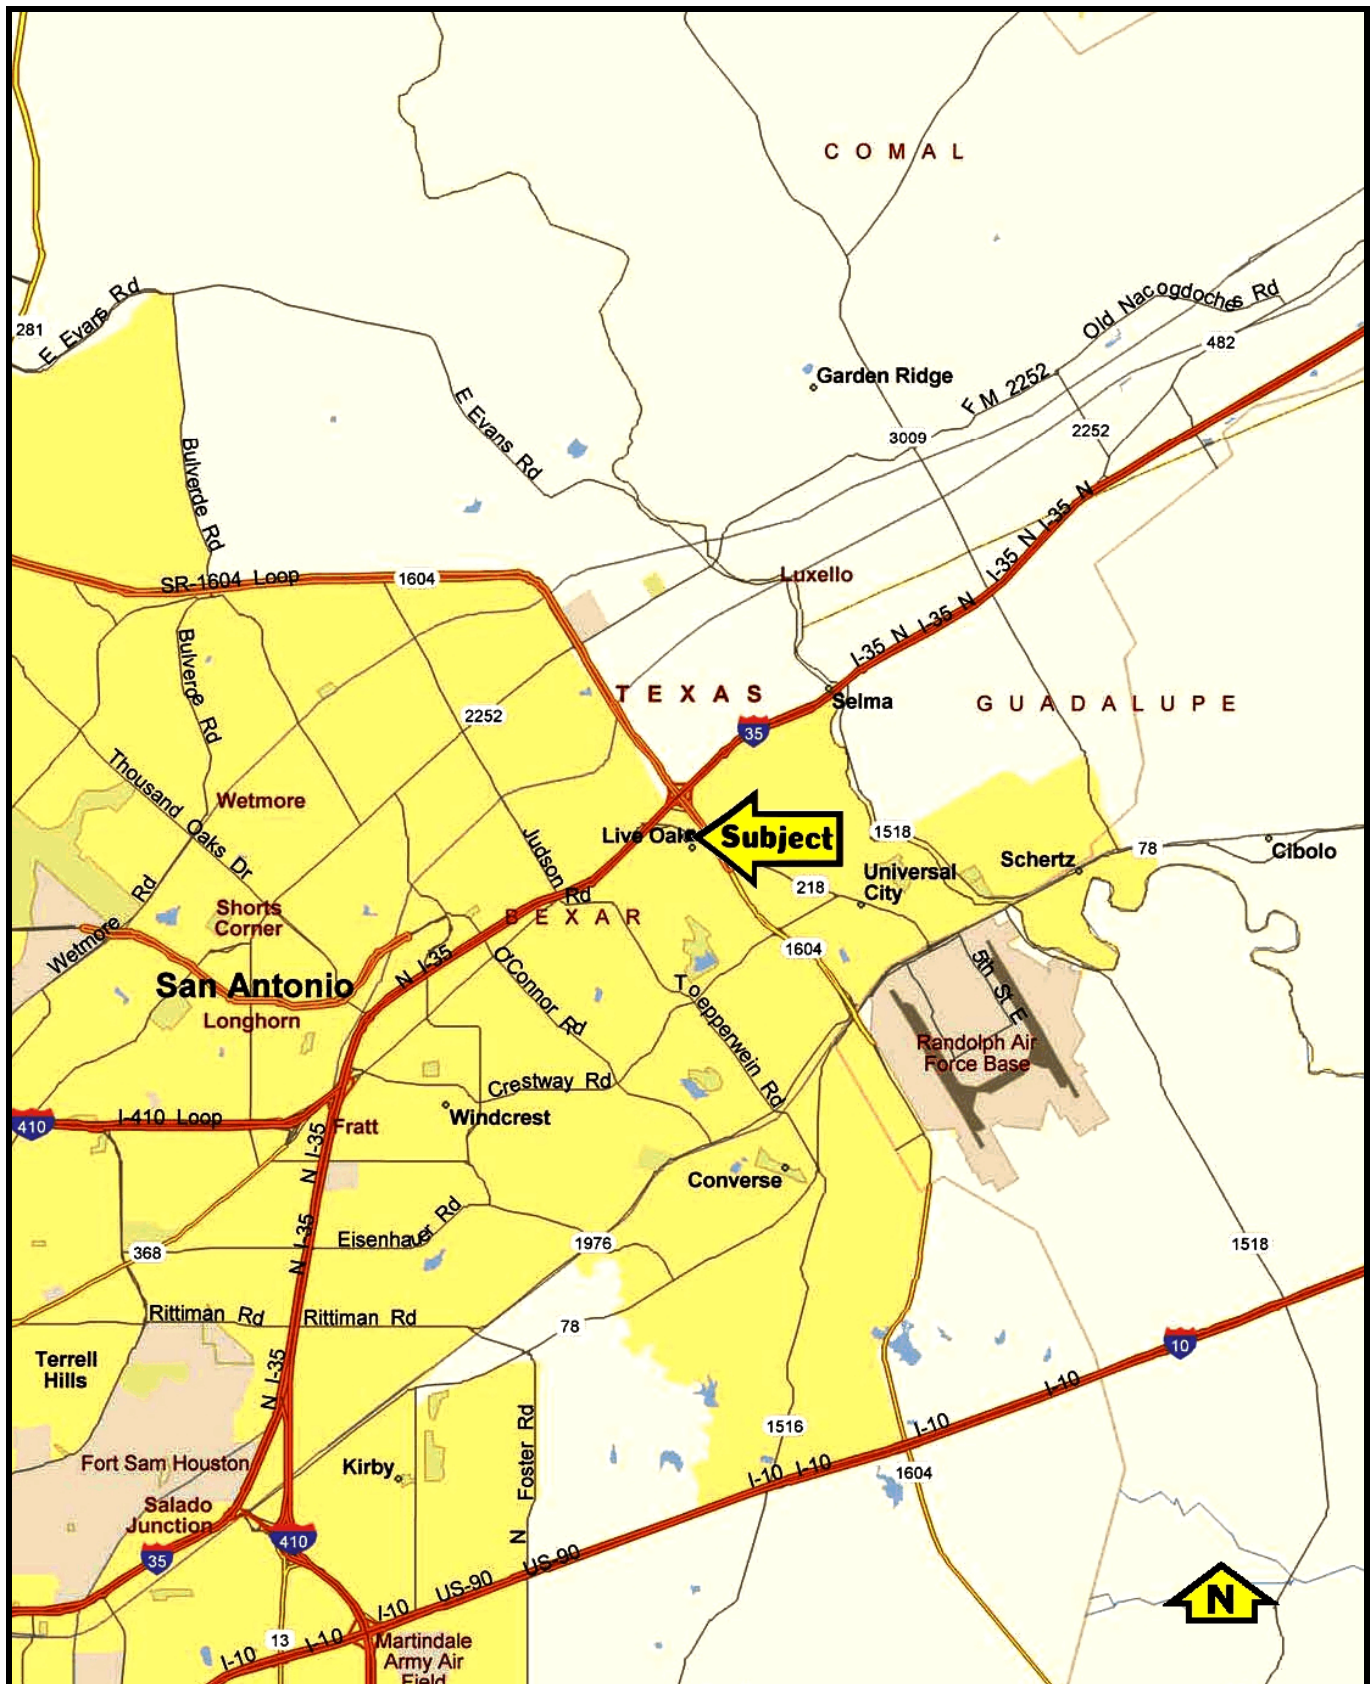 COMAL
Old Nacogdoches Rd
E Evans Rd
281
482
Garden Ridge
FM 2252
E Evans Rd
3009
2252
Bulverde Rd
I-35 N
I-35 N
SR-1604 Loop
1604
Luxello
I-35 N
I-35 N
Bulverde Rd
TEXAS
Selma
GUADALUPE
2252
35
Thousand Oaks Dr
Wetmore
Live Oak
Subject
1518
Judson Rd
78
Cibolo
Schertz
Universal
City
218
Wetmore Rd
Shorts
Corner
BEXAR
1604
N I-35
O'Connor Rd
5th St E
San Antonio
Toepperwein Rd
Longhorn
Randolph Air
Force Base
Crestway Rd
410
I-410 Loop
Windcrest
Fratt
N I-35
Converse
N I-35
Eisenhauer Rd
368
1976
1518
Rittiman Rd
Rittiman Rd
78
10
Terrell
Hills
N I-35
I-10
1516
I-10
N Foster Rd
Fort Sam Houston
Kirby
I-10
I-10
1604
Salado
Junction
410
35
US-90
US-90
N
I-10
13
I-10
I-10
Martindale
Army Air
Field